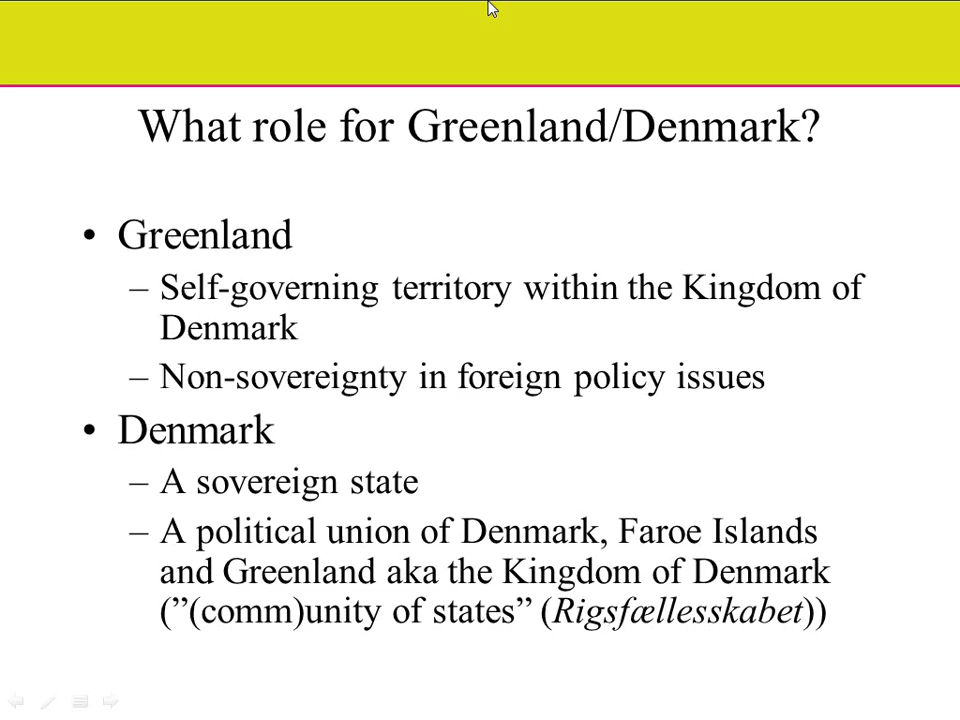 What role for Greenland/Denmark?
• Greenland
– Self-governing territory within the Kingdom of
Denmark
– Non-sovereignty in foreign policy issues
• Denmark
– A sovereign state
– A political union of Denmark, Faroe Islands
and Greenland aka the Kingdom of Denmark
(”(comm)unity of states” (Rigsfællesskabet))